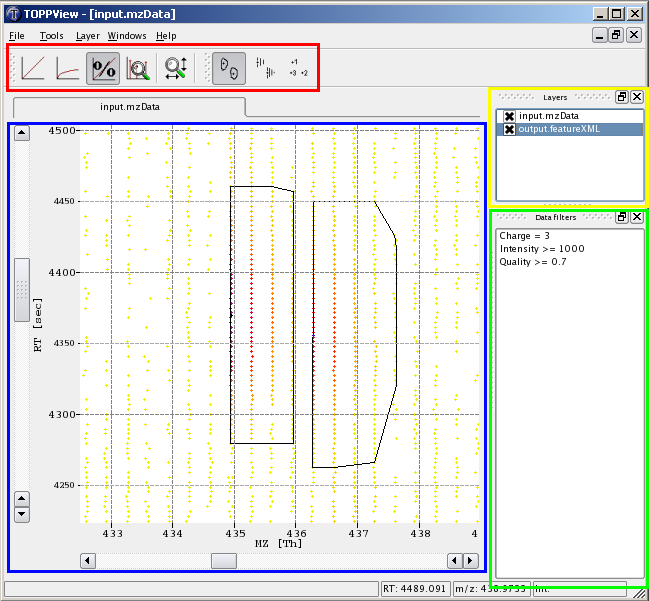 TOPPView - [input.mzData]
File Tools Layer Windows Help
%
+1
+3 +2
input.mzData
Layers
input.mzData
output.featureXML
Data filters
Charge = 3
Intensity >= 1000
Quality >= 0.7
4500
4450
4400
4350
4300
4250
RT [sec]
433 434 435 436 437 438 4
MZ [Th]
RT: 4489.091 m/z: 438.9733 Int: